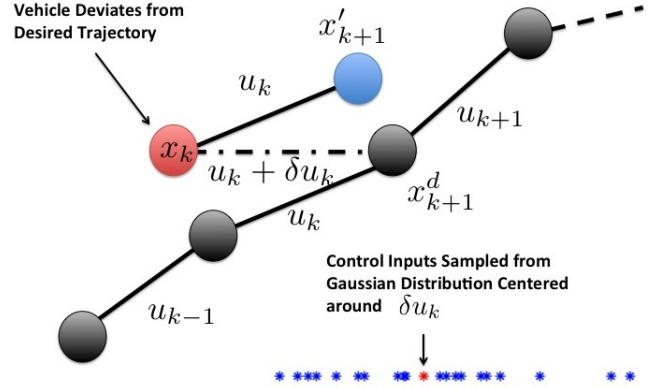 Vehicle Deviates from
Desired Trajectory
x′ₖ₊₁
uₖ
uₖ₊₁
xₖ
uₖ + δuₖ
xᵈₖ₊₁
uₖ
Control Inputs Sampled from
Gaussian Distribution Centered
around δuₖ
uₖ₋₁